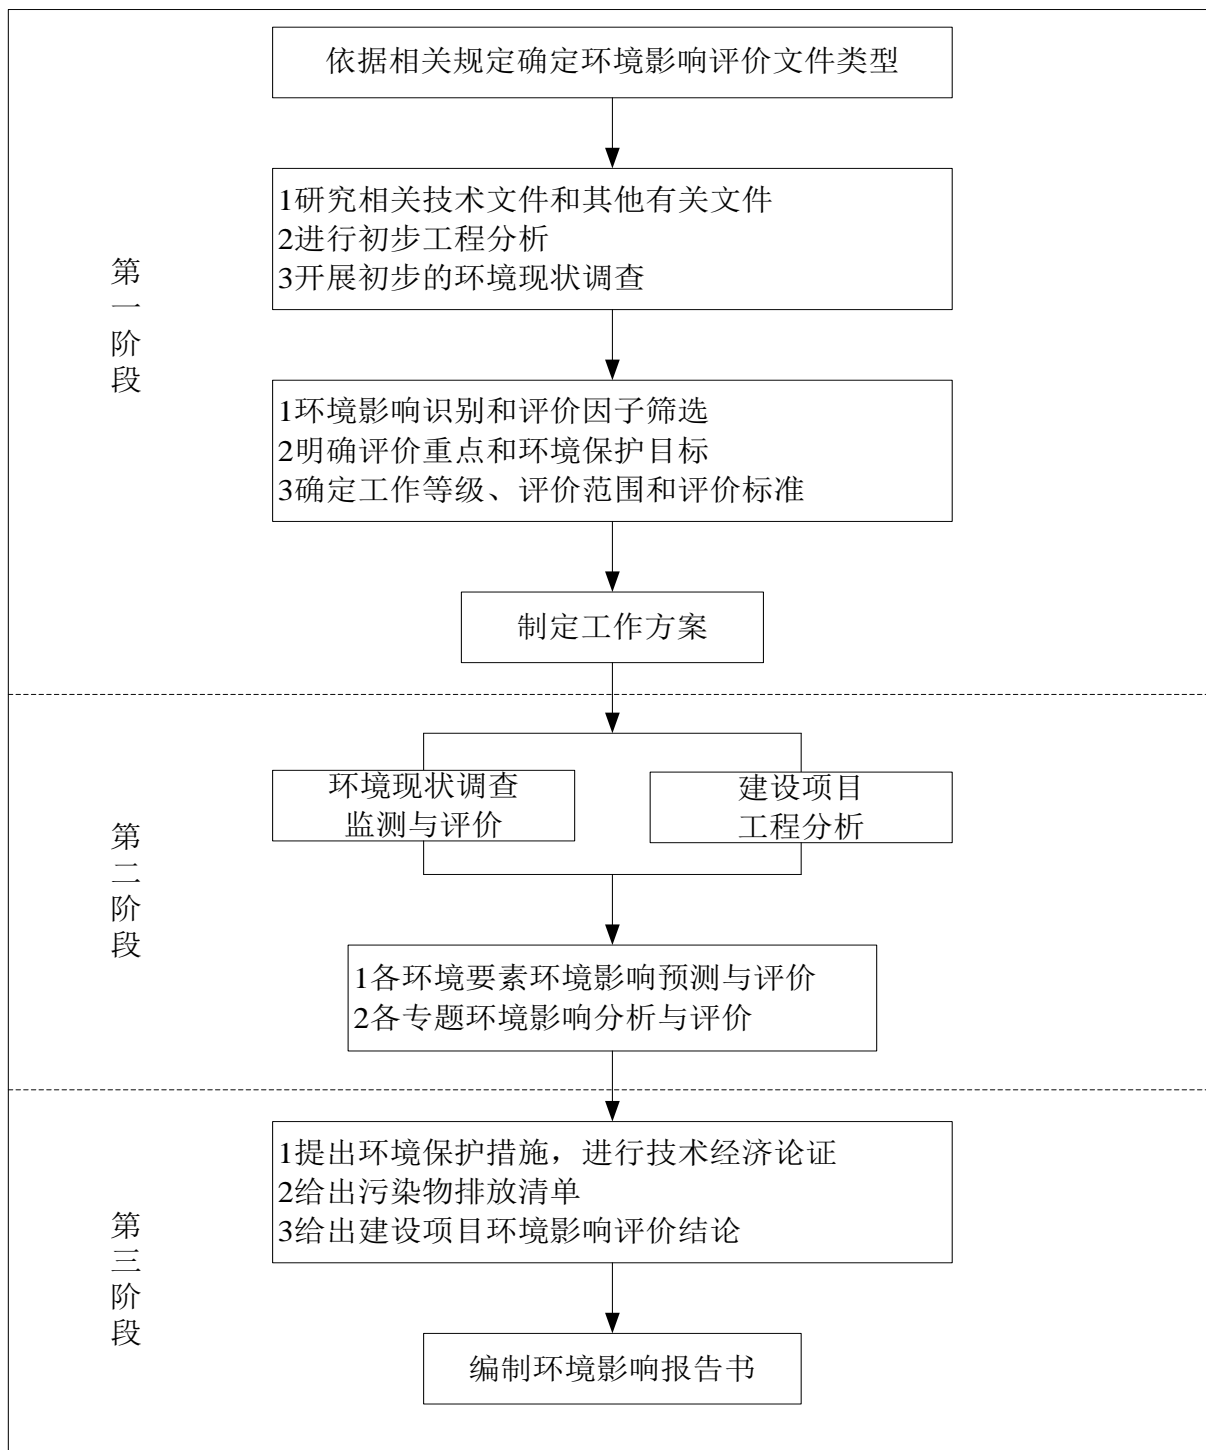 依据相关规定确定环境影响评价文件类型
1研究相关技术文件和其他有关文件
2进行初步工程分析
3开展初步的环境现状调查
第一阶段
1环境影响识别和评价因子筛选
2明确评价重点和环境保护目标
3确定工作等级、评价范围和评价标准
制定工作方案
环境现状调查
监测与评价
建设项目
工程分析
第二阶段
1各环境要素环境影响预测与评价
2各专题环境影响分析与评价
1提出环境保护措施，进行技术经济论证
2给出污染物排放清单
3给出建设项目环境影响评价结论
第三阶段
编制环境影响报告书